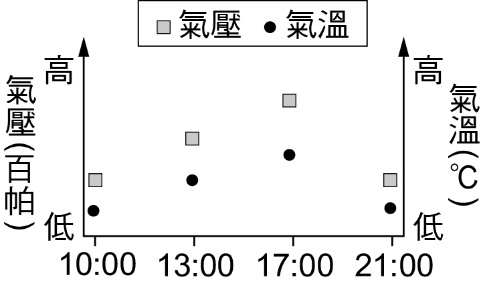 氣壓 氣溫
高 高
氣壓(百帕)
氣溫(℃)
低 低
10:00 13:00 17:00 21:00